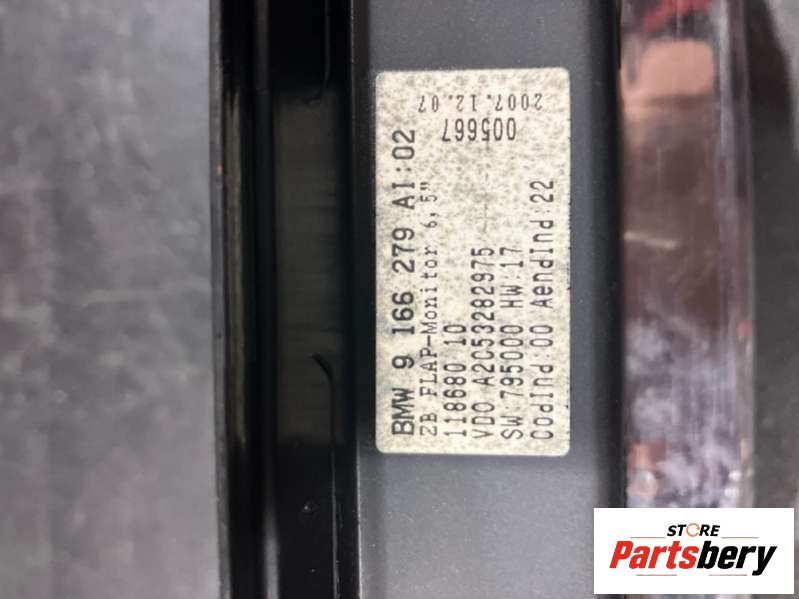 BMW 9 166 279 AI:02
ZB FLAP-Monitor 6,5"
118680 10
005667
2007.12.07
VDO A2C53282975
SW:795000 HW:17
CodInd:00 AendInd:22
STORE
Partsbery